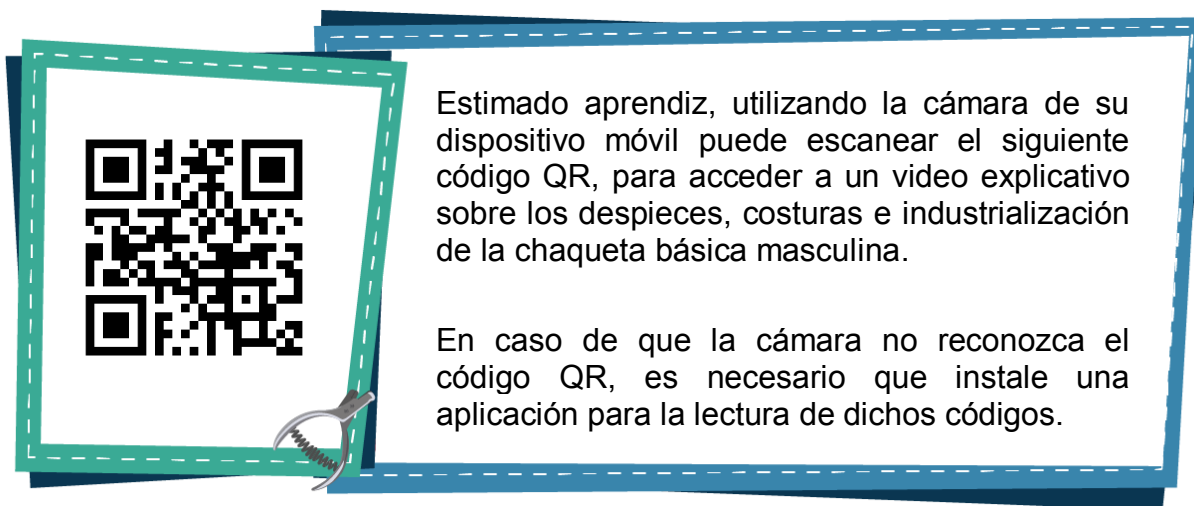 Estimado aprendiz, utilizando la cámara de su
dispositivo móvil puede escanear el siguiente
código QR, para acceder a un video explicativo
sobre los despieces, costuras e industrialización
de la chaqueta básica masculina.
En caso de que la cámara no reconozca el
código QR, es necesario que instale una
aplicación para la lectura de dichos códigos.